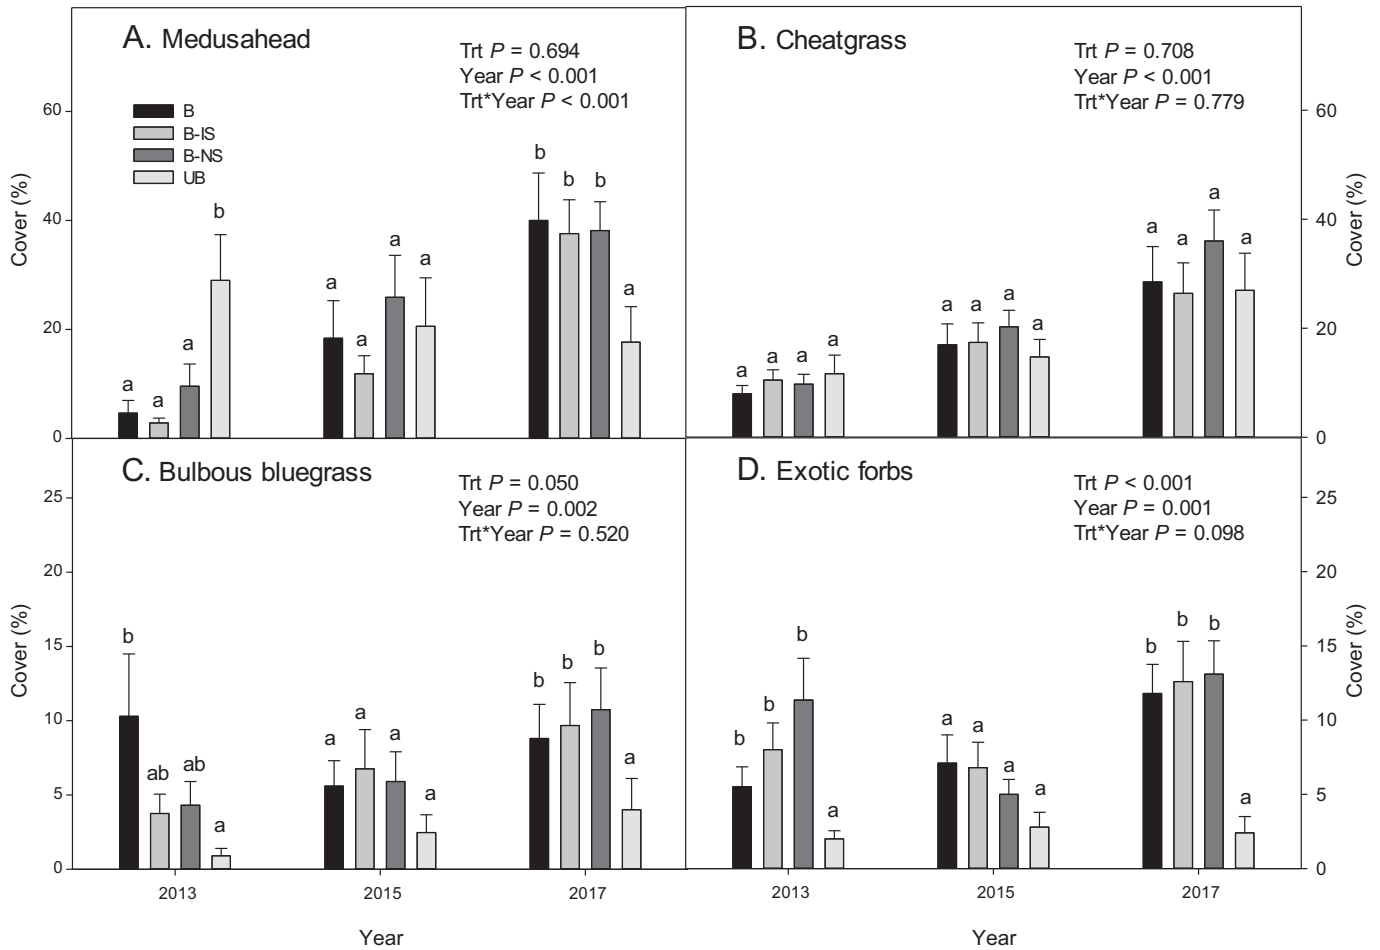 A. Medusahead
Trt P = 0.694
Year P < 0.001
Trt*Year P < 0.001
B
B-IS
B-NS
UB
60
40
20
0
Cover (%)
a
a
a
b
a
a
a
a
b
b
b
a
B. Cheatgrass
Trt P = 0.708
Year P < 0.001
Trt*Year P = 0.779
60
40
20
0
Cover (%)
a
a
a
a
a
a
a
a
a
a
a
a
C. Bulbous bluegrass
Trt P = 0.050
Year P = 0.002
Trt*Year P = 0.520
25
20
15
10
5
0
Cover (%)
b
ab
ab
a
a
a
a
a
b
b
b
a
2013
2015
2017
Year
D. Exotic forbs
Trt P < 0.001
Year P = 0.001
Trt*Year P = 0.098
25
20
15
10
5
0
Cover (%)
b
b
b
a
a
a
a
a
b
b
b
a
2013
2015
2017
Year